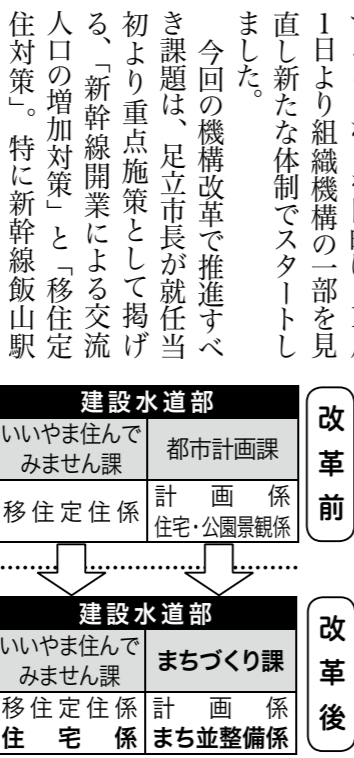 1日より組織機構の一部を見
直し新たな体制でスタートし
ました。
今回の機構改革で推進すべ
き課題は、足立市長が就任当
初より重点施策として掲げ
る、「新幹線開業による交流
人口の増加対策」と「移住定
住対策」。特に新幹線飯山駅
改革前
建設水道部
いいやま住んで
みません課
都市計画課
移住定住係
計画係
住宅・公園景観係
改革後
建設水道部
いいやま住んで
みません課
まちづくり課
移住定住係
住宅係
計画係
まち並整備係